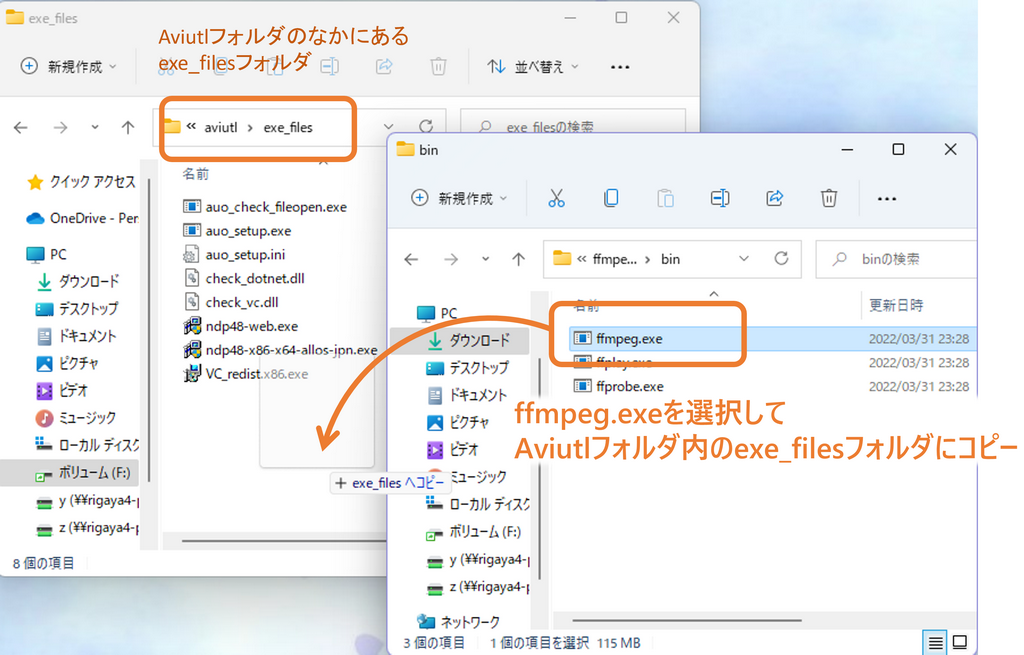 exe_files
Aviutlフォルダのなかにある
exe_filesフォルダ
新規作成
並べ替え
aviutl
exe_files
exe_filesの検索
名前
auo_check_fileopen.exe
auo_setup.exe
auo_setup.ini
check_dotnet.dll
check_vc.dll
ndp48-web.exe
ndp48-x86-x64-allos-jpn.exe
VC_redist.x86.exe
クイック アクセス
OneDrive - Per
PC
ダウンロード
デスクトップ
ドキュメント
ピクチャ
ビデオ
ミュージック
ローカル ディスク
ボリューム (F:)
y (¥¥rigaya4-p
z (¥¥rigaya4-p
8 個の項目
+ exe_files へコピー
bin
新規作成
ffmpe... > bin
binの検索
名前
更新日時
ffmpeg.exe 2022/03/31 23:28
ffplay.exe 2022/03/31 23:28
ffprobe.exe 2022/03/31 23:28
ffmpeg.exeを選択して
Aviutlフォルダ内のexe_filesフォルダにコピー
PC
ダウンロード
デスクトップ
ドキュメント
ピクチャ
ビデオ
ミュージック
ローカル ディスク
ボリューム (F:)
y (¥¥rigaya4-p
z (¥¥rigaya4-p
ネットワーク
3 個の項目 1 個の項目を選択 115 MB